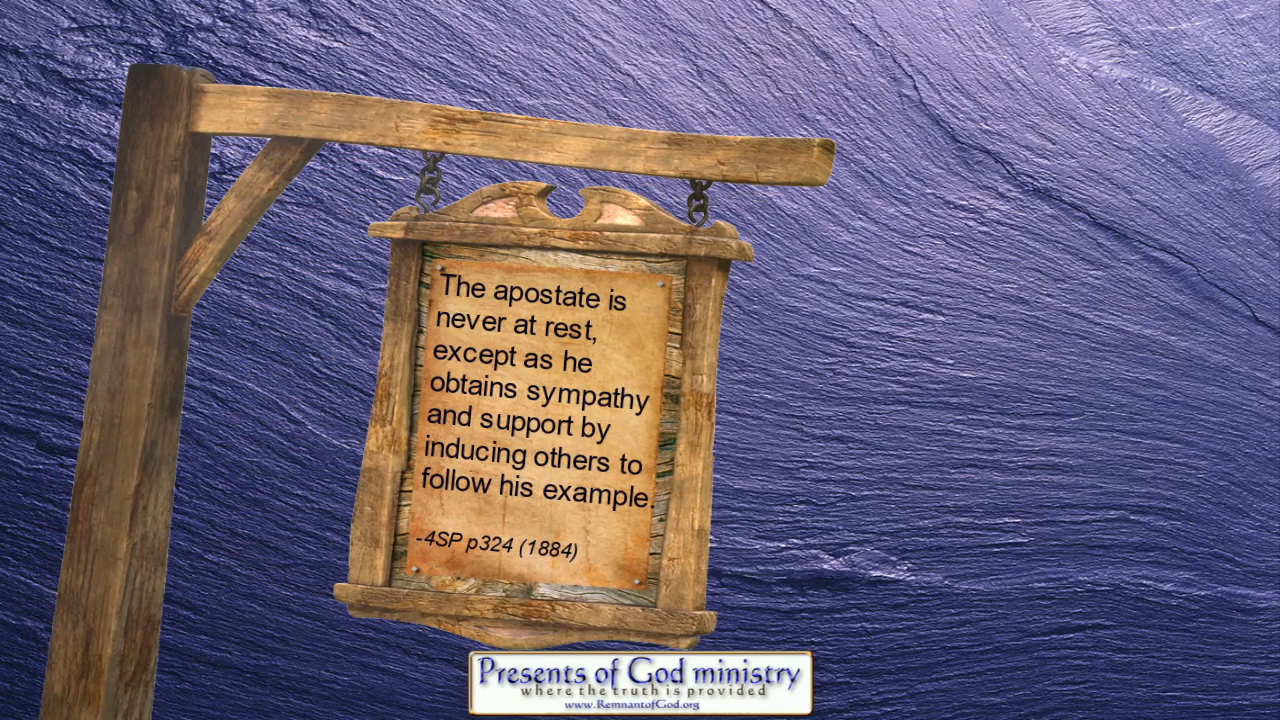 The apostate is
never at rest,
except as he
obtains sympathy
and support by
inducing others to
follow his example.
-4SP p324 (1884)
Presents of God ministry
where the truth is provided
www.RemnantofGod.org